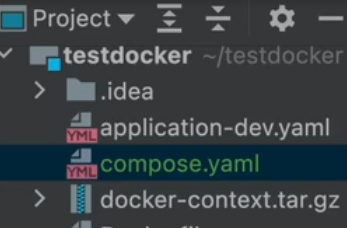 Project
testdocker ~/testdocker
.idea
YML application-dev.yaml
YML compose.yaml
docker-context.tar.gz